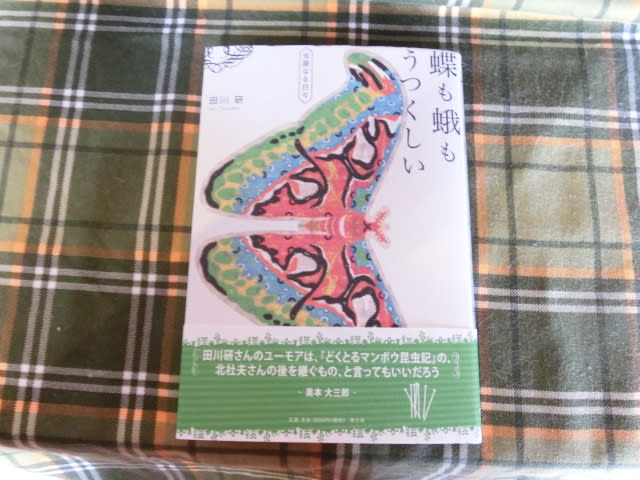 蝶も蛾も
うつくしい
田川 研
田川研さんのユーモアは、『どくとるマンボウ昆虫記』の、
北杜夫さんの後を継ぐもの、と言ってもいいだろう
-奥本 大三郎-